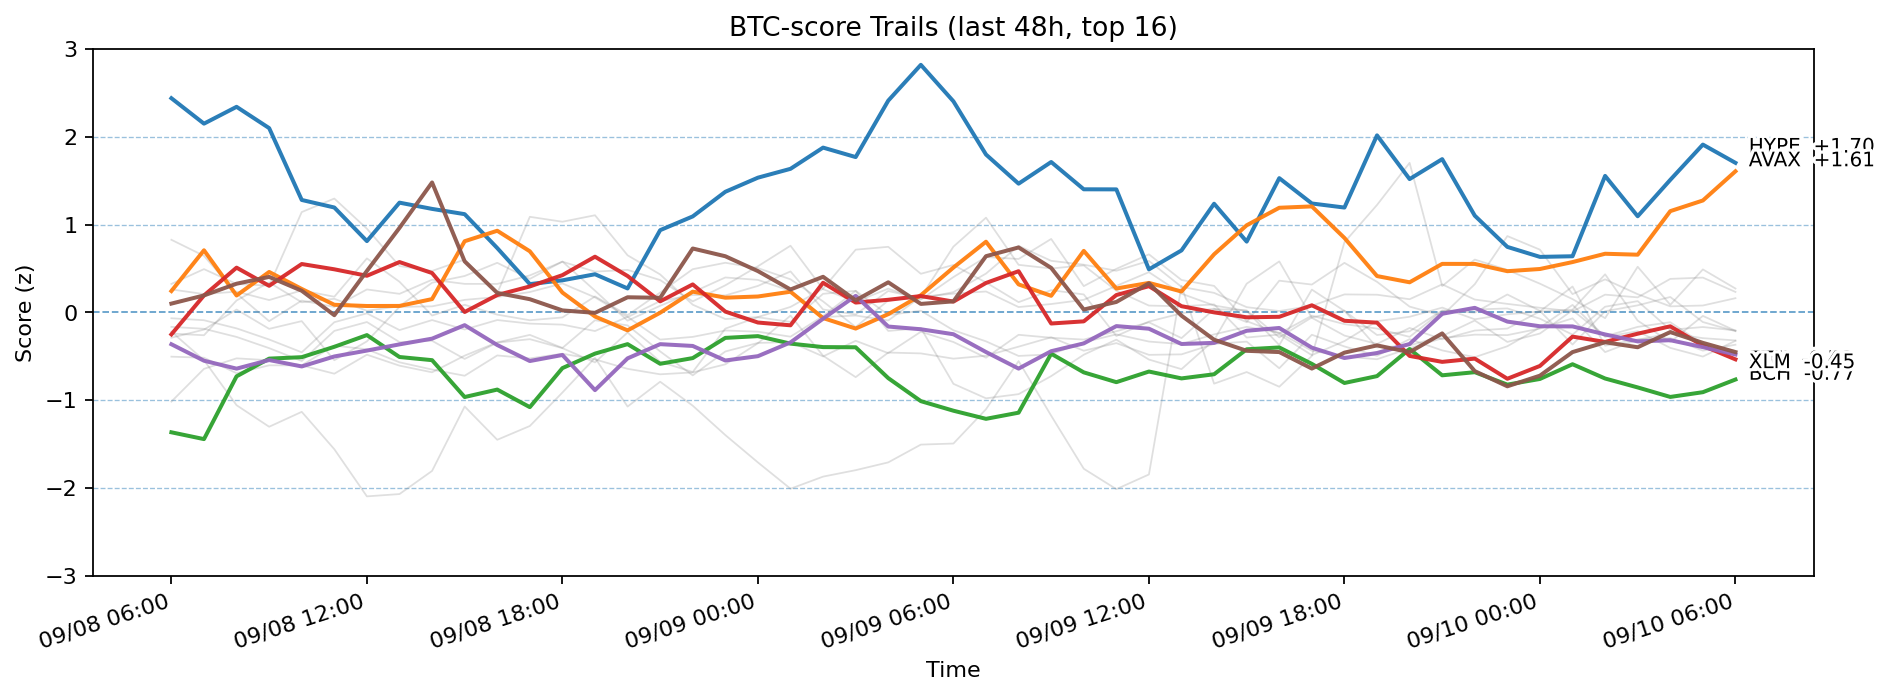 BTC-score Trails (last 48h, top 16)
Score (z)
3
2
1
0
−1
−2
−3
HYPE +1.70
AVAX +1.61
XLM -0.45
BCH -0.77
09/08 06:00
09/08 12:00
09/08 18:00
09/09 00:00
09/09 06:00
09/09 12:00
09/09 18:00
09/10 00:00
09/10 06:00
Time